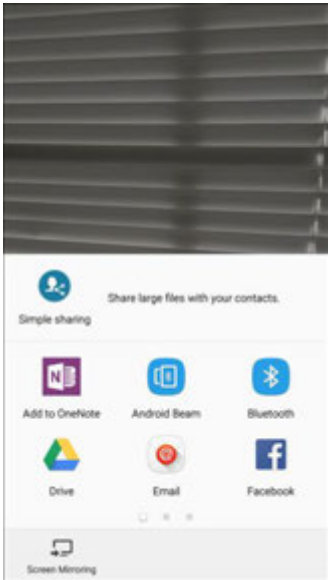 Share large files with your contacts.
Simple sharing
N
Add to OneNote
Android Beam
Bluetooth
Drive
Email
Facebook
Screen Mirroring